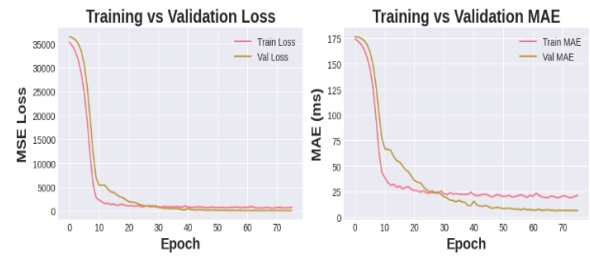 Training vs Validation Loss
MSE Loss
35000
30000
25000
20000
15000
10000
5000
0
Train Loss
Val Loss
0 10 20 30 40 50 60 70
Epoch
Training vs Validation MAE
MAE (ms)
175
150
125
100
75
50
25
0
Train MAE
Val MAE
0 10 20 30 40 50 60 70
Epoch